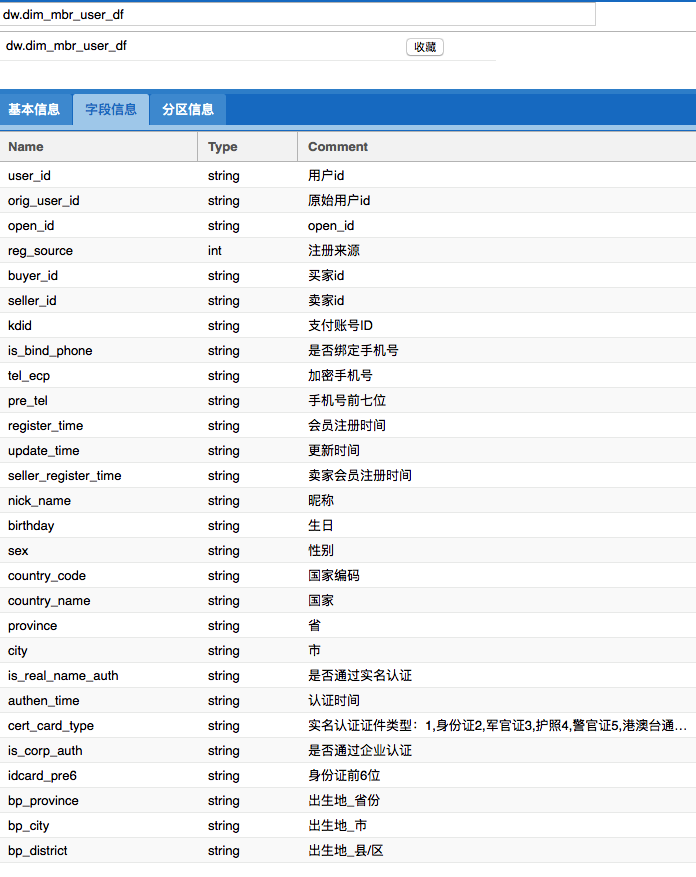 dw.dim_mbr_user_df
dw.dim_mbr_user_df 收藏
基本信息 字段信息 分区信息
Name Type Comment
user_id string 用户id
orig_user_id string 原始用户id
open_id string open_id
reg_source int 注册来源
buyer_id string 买家id
seller_id string 卖家id
kdid string 支付账号ID
is_bind_phone string 是否绑定手机号
tel_ecp string 加密手机号
pre_tel string 手机号前七位
register_time string 会员注册时间
update_time string 更新时间
seller_register_time string 卖家会员注册时间
nick_name string 昵称
birthday string 生日
sex string 性别
country_code string 国家编码
country_name string 国家
province string 省
city string 市
is_real_name_auth string 是否通过实名认证
authen_time string 认证时间
cert_card_type string 实名认证证件类型：1,身份证2,军官证3,护照4,警官证5,港澳台通…
is_corp_auth string 是否通过企业认证
idcard_pre6 string 身份证前6位
bp_province string 出生地_省份
bp_city string 出生地_市
bp_district string 出生地_县/区